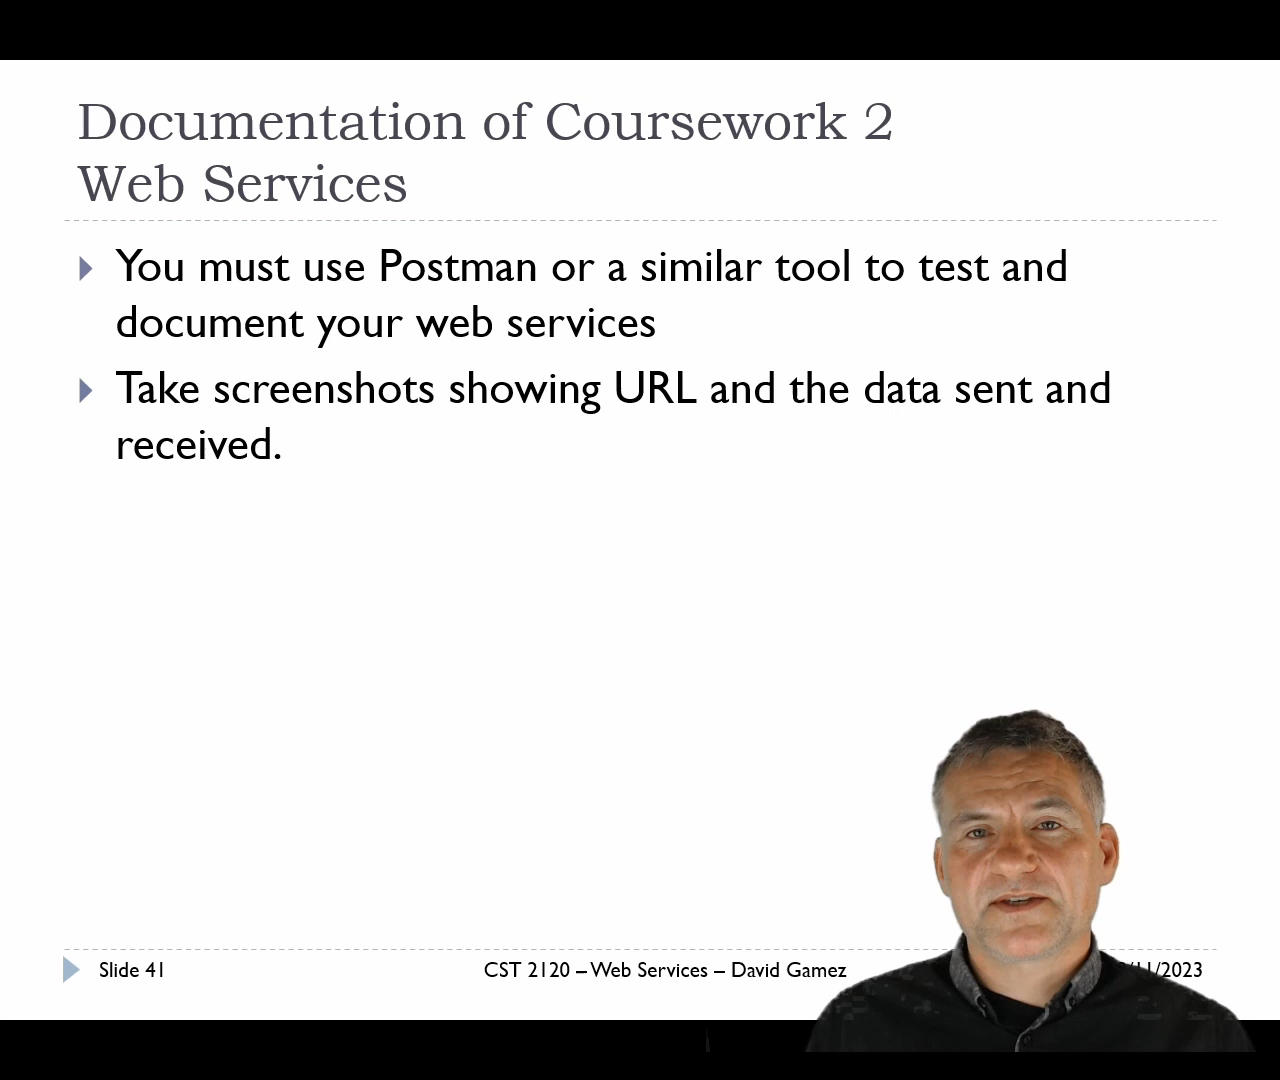 Documentation of Coursework 2
Web Services
You must use Postman or a similar tool to test and
document your web services
Take screenshots showing URL and the data sent and
received.
Slide 41
CST 2120 – Web Services – David Gamez
/11/2023